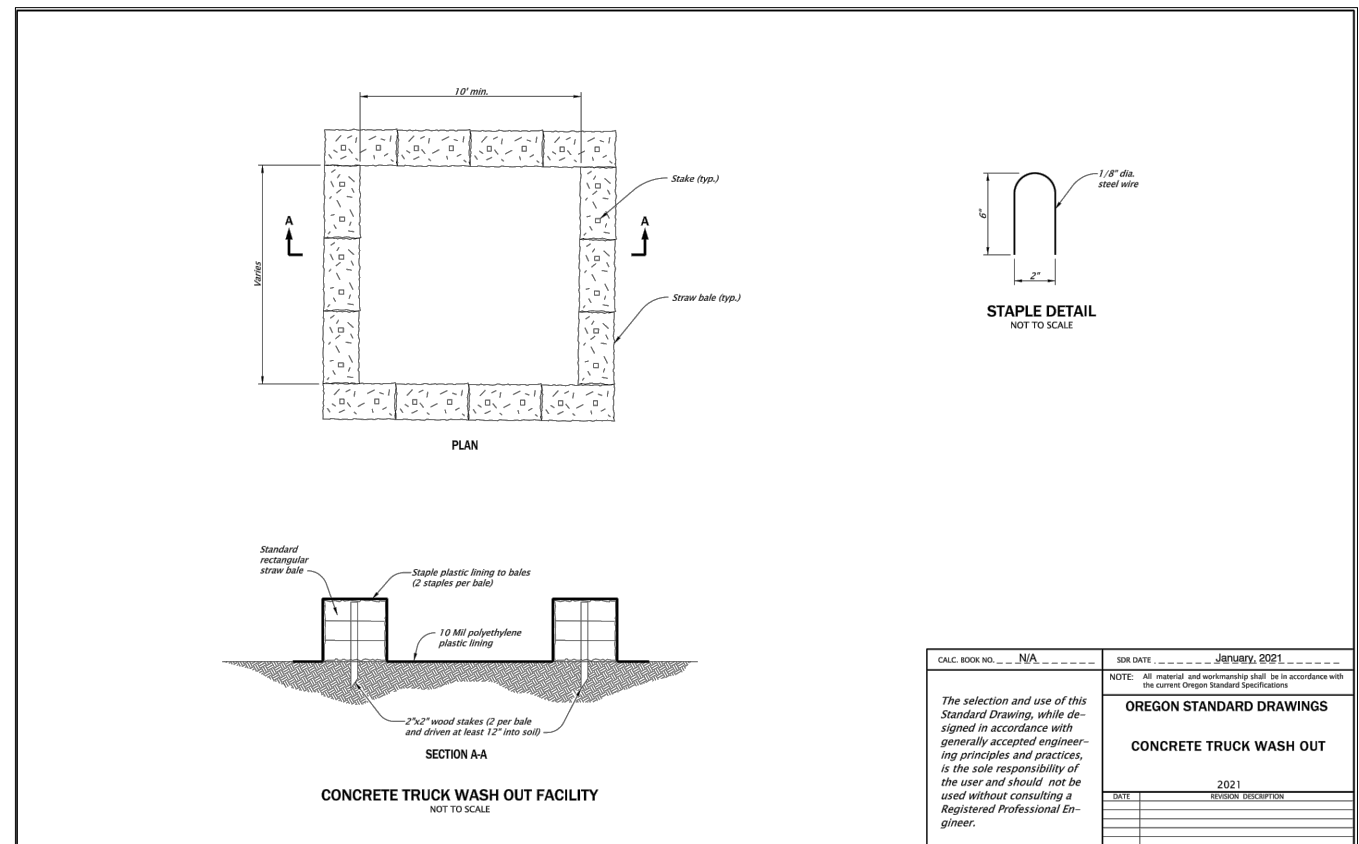 10' min.
Stake (typ.)
A
A
Varies
Straw bale (typ.)
PLAN
1/8" dia.
steel wire
6"
2"
STAPLE DETAIL
NOT TO SCALE
Standard
rectangular
straw bale
Staple plastic lining to bales
(2 staples per bale)
10 Mil polyethylene
plastic lining
2"x2" wood stakes (2 per bale
and driven at least 12" into soil)
SECTION A-A
CONCRETE TRUCK WASH OUT FACILITY
NOT TO SCALE
CALC. BOOK NO. N/A
SDR DATE January, 2021
NOTE: All material and workmanship shall be in accordance with
the current Oregon Standard Specifications
The selection and use of this
Standard Drawing, while de-
signed in accordance with
generally accepted engineer-
ing principles and practices,
is the sole responsibility of
the user and should not be
used without consulting a
Registered Professional En-
gineer.
OREGON STANDARD DRAWINGS
CONCRETE TRUCK WASH OUT
2021
DATE REVISION DESCRIPTION